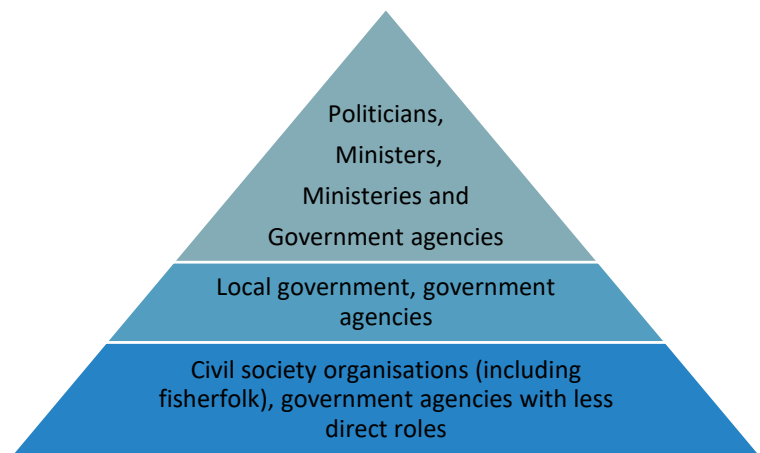 Politicians,
Ministers,
Ministeries and
Government agencies
Local government, government
agencies
Civil society organisations (including
fisherfolk), government agencies with less
direct roles